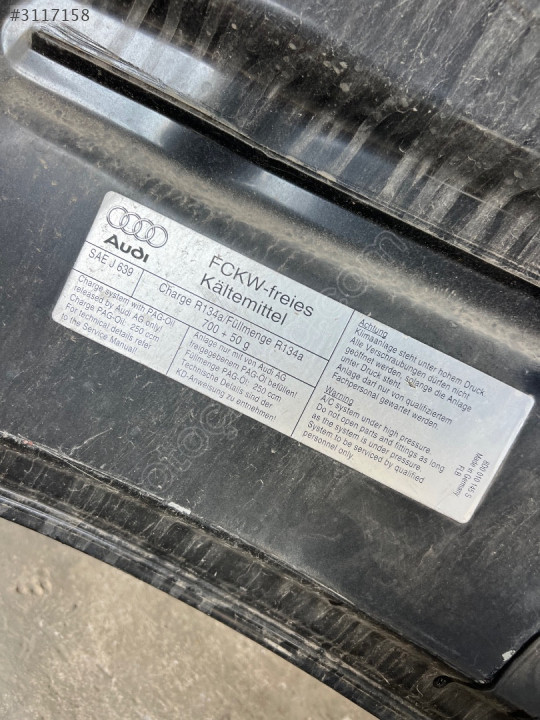 #3117158
Audi
SAE J 639
FCKW-freies
Kältemittel
Charge R134a/Füllmenge R134a
700 + 50 g
Charge system with PAG-Oil
released by Audi AG only!
Charge PAG-Oil: 250 ccm
For technical details refer
to the Service Manual!
Anlage nur mit von Audi AG
freigegebenem PAG-Öl befüllen!
Füllmenge PAG-Öl: 250 ccm
Technische Details sind der
KD-Anweisung zu entnehmen!
Achtung
Klimaanlage steht unter hohem Druck.
Alle Verschraubungen dürfen nicht
geöffnet werden, solange die Anlage
unter Druck steht.
Anlage darf nur von qualifiziertem
Fachpersonal gewartet werden.
Warning
A/C system under high pressure.
Do not open parts and fittings as long
as the system is under pressure.
System to be serviced by qualified
personnel only.
8D0 010 145 S
Made in Germany
FLB